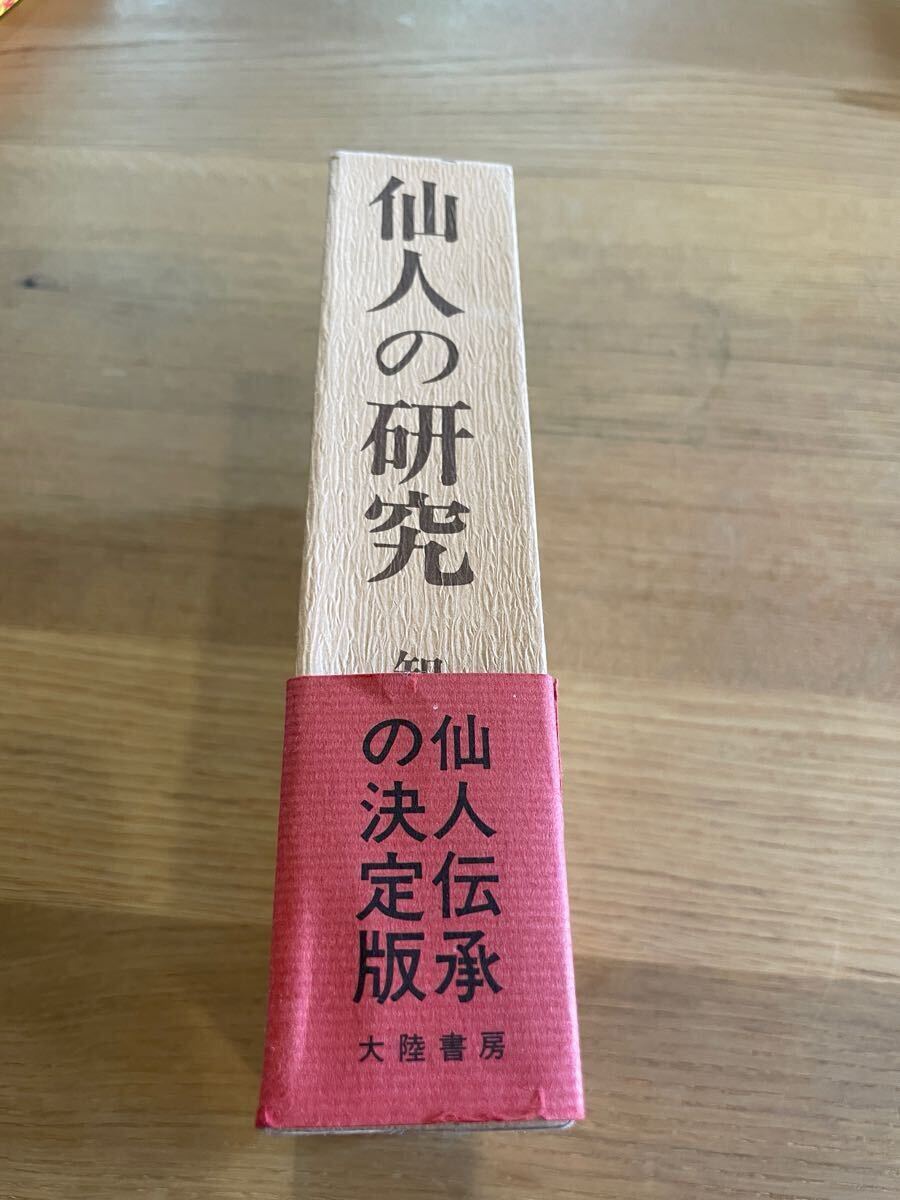 仙人の研究
仙人伝承
の決定版
大陸書房